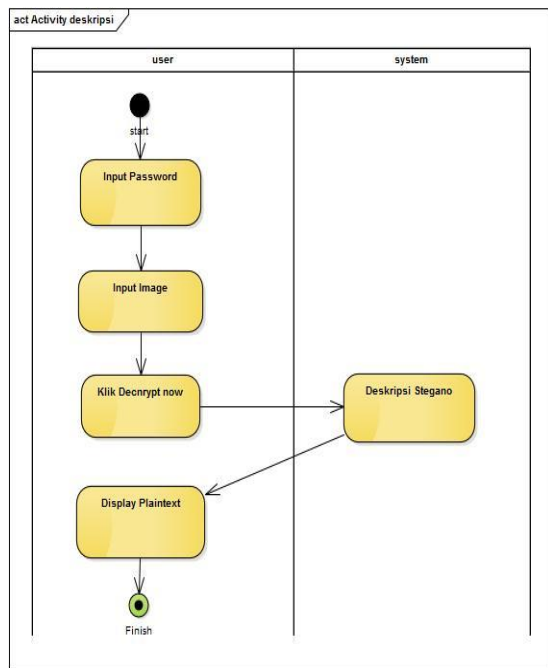 act Activity deskripsi
user
system
start
Input Password
Input Image
Klik Decnrypt now
Deskripsi Stegano
Display Plaintext
Finish